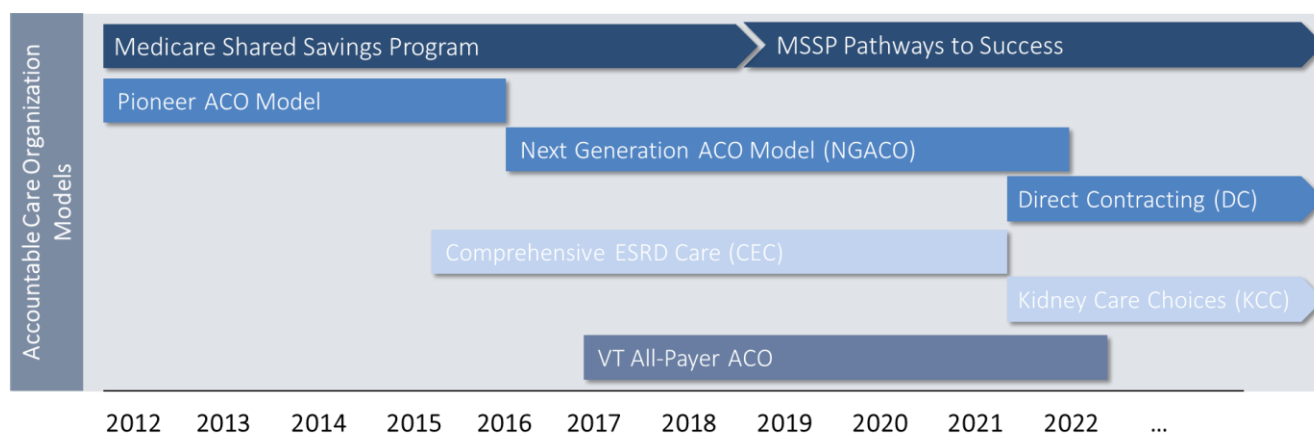 Accountable Care Organization
Models
Medicare Shared Savings Program
MSSP Pathways to Success
Pioneer ACO Model
Next Generation ACO Model (NGACO)
Direct Contracting (DC)
Comprehensive ESRD Care (CEC)
Kidney Care Choices (KCC)
VT All-Payer ACO
2012 2013 2014 2015 2016 2017 2018 2019 2020 2021 2022 ...